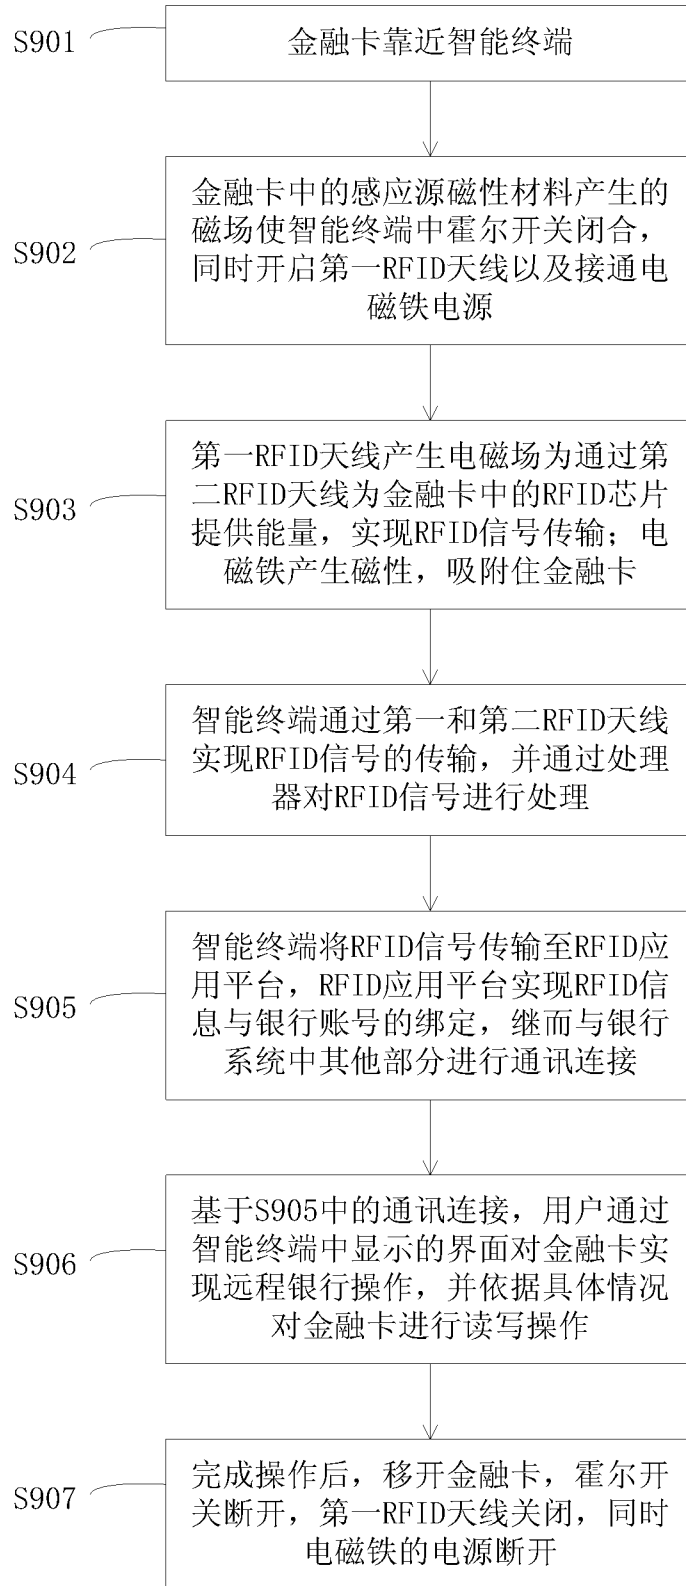 S901
金融卡靠近智能终端
S902
金融卡中的感应源磁性材料产生的
磁场使智能终端中霍尔开关闭合，
同时开启第一RFID天线以及接通电
磁铁电源
S903
第一RFID天线产生电磁场为通过第
二RFID天线为金融卡中的RFID芯片
提供能量，实现RFID信号传输；电
磁铁产生磁性，吸附住金融卡
S904
智能终端通过第一和第二RFID天线
实现RFID信号的传输，并通过处理
器对RFID信号进行处理
S905
智能终端将RFID信号传输至RFID应
用平台，RFID应用平台实现RFID信
息与银行账号的绑定，继而与银行
系统中其他部分进行通讯连接
S906
基于S905中的通讯连接，用户通过
智能终端中显示的界面对金融卡实
现远程银行操作，并依据具体情况
对金融卡进行读写操作
S907
完成操作后，移开金融卡，霍尔开
关断开，第一RFID天线关闭，同时
电磁铁的电源断开